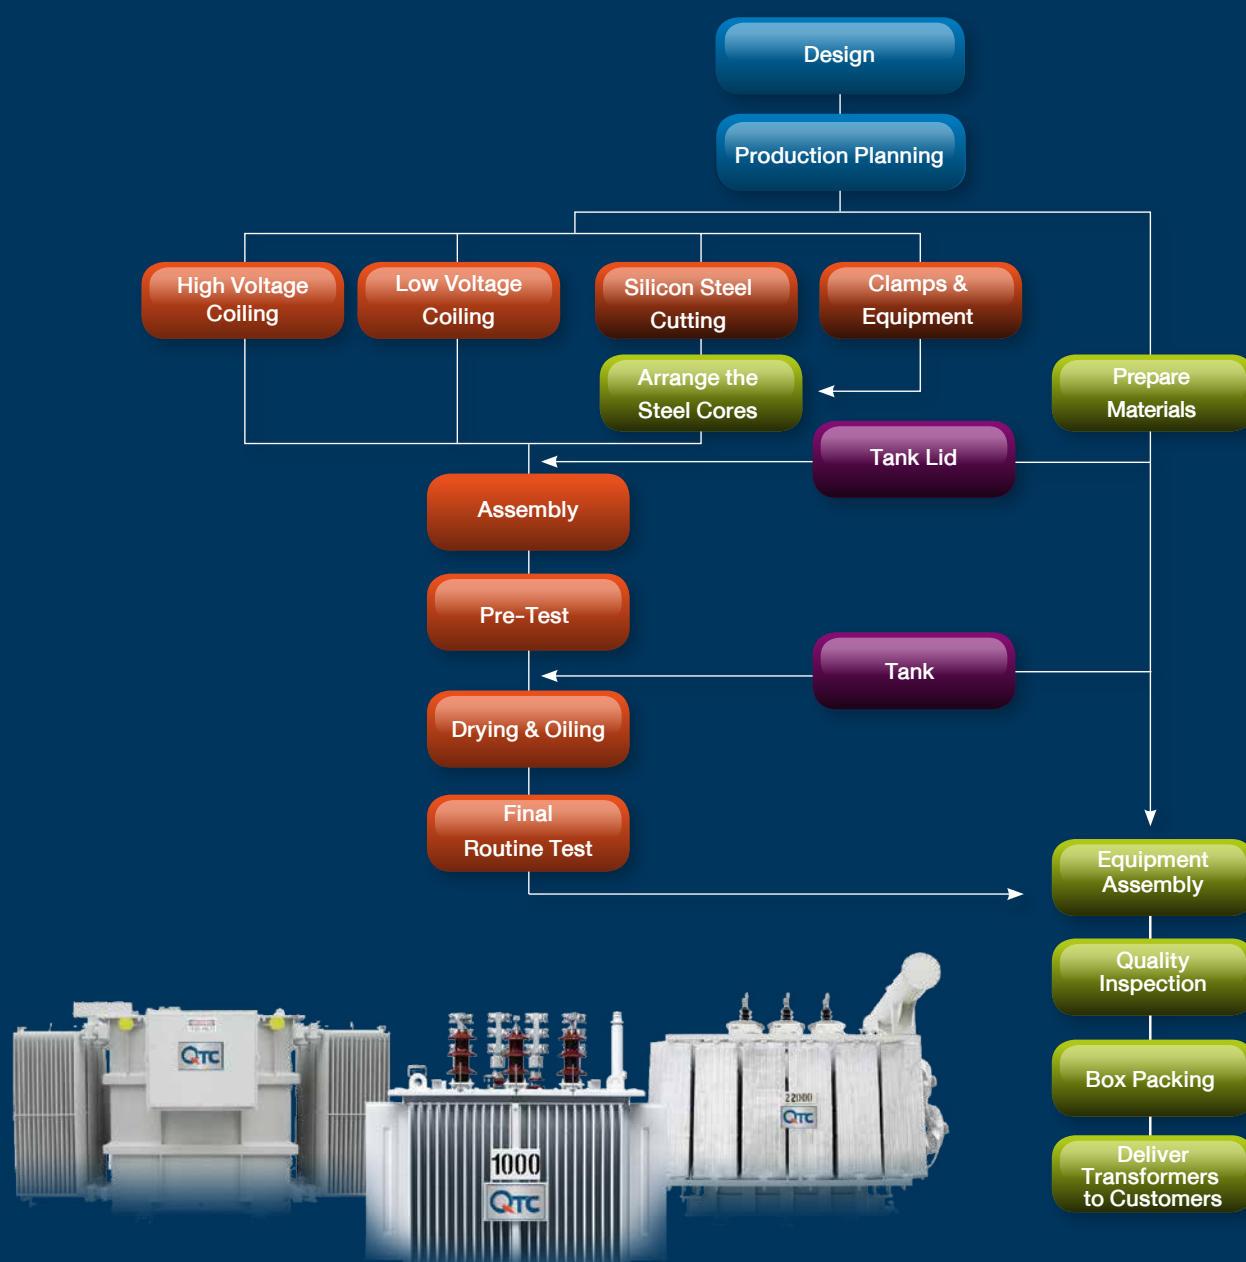 Design
Production Planning
High Voltage
Coiling
Low Voltage
Coiling
Silicon Steel
Cutting
Clamps &
Equipment
Arrange the
Steel Cores
Prepare
Materials
Tank Lid
Assembly
Pre-Test
Tank
Drying & Oiling
Final
Routine Test
Equipment
Assembly
Quality
Inspection
Box Packing
Deliver
Transformers
to Customers
QTC
1000
QTC
22000
QTC